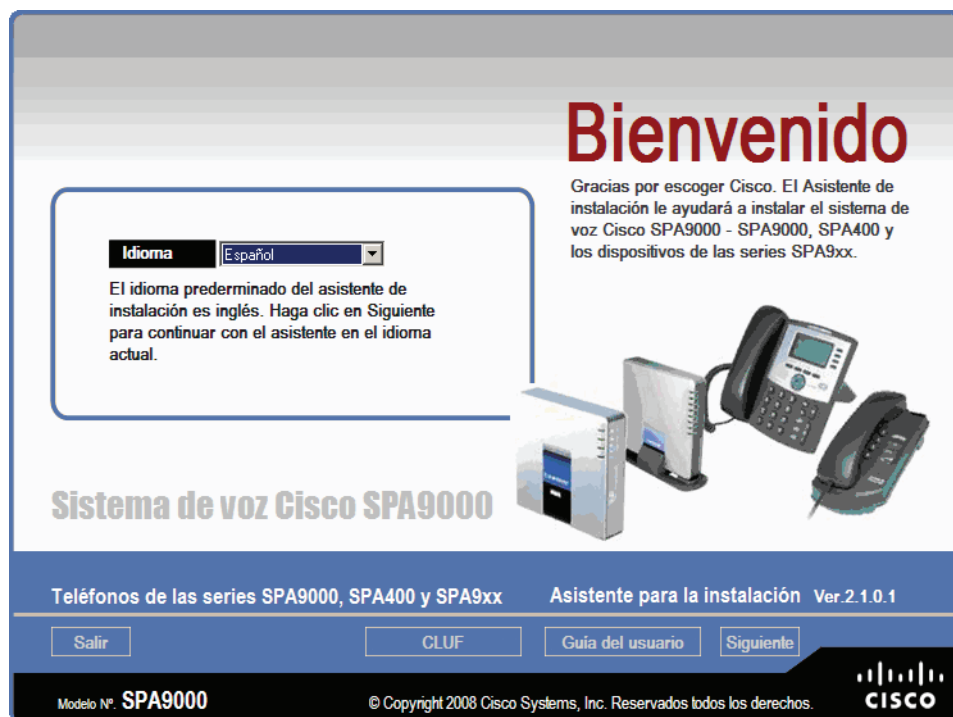 Bienvenido
Gracias por escoger Cisco. El Asistente de
instalación le ayudará a instalar el sistema de
voz Cisco SPA9000 - SPA9000, SPA400 y
los dispositivos de las series SPA9xx.
Idioma
Español
El idioma predeterminado del asistente de
instalación es inglés. Haga clic en Siguiente
para continuar con el asistente en el idioma
actual.
Sistema de voz Cisco SPA9000
Teléfonos de las series SPA9000, SPA400 y SPA9xx
Asistente para la instalación Ver.2.1.0.1
Salir
CLUF
Guía del usuario
Siguiente
Modelo Nº. SPA9000
© Copyright 2008 Cisco Systems, Inc. Reservados todos los derechos.
CISCO